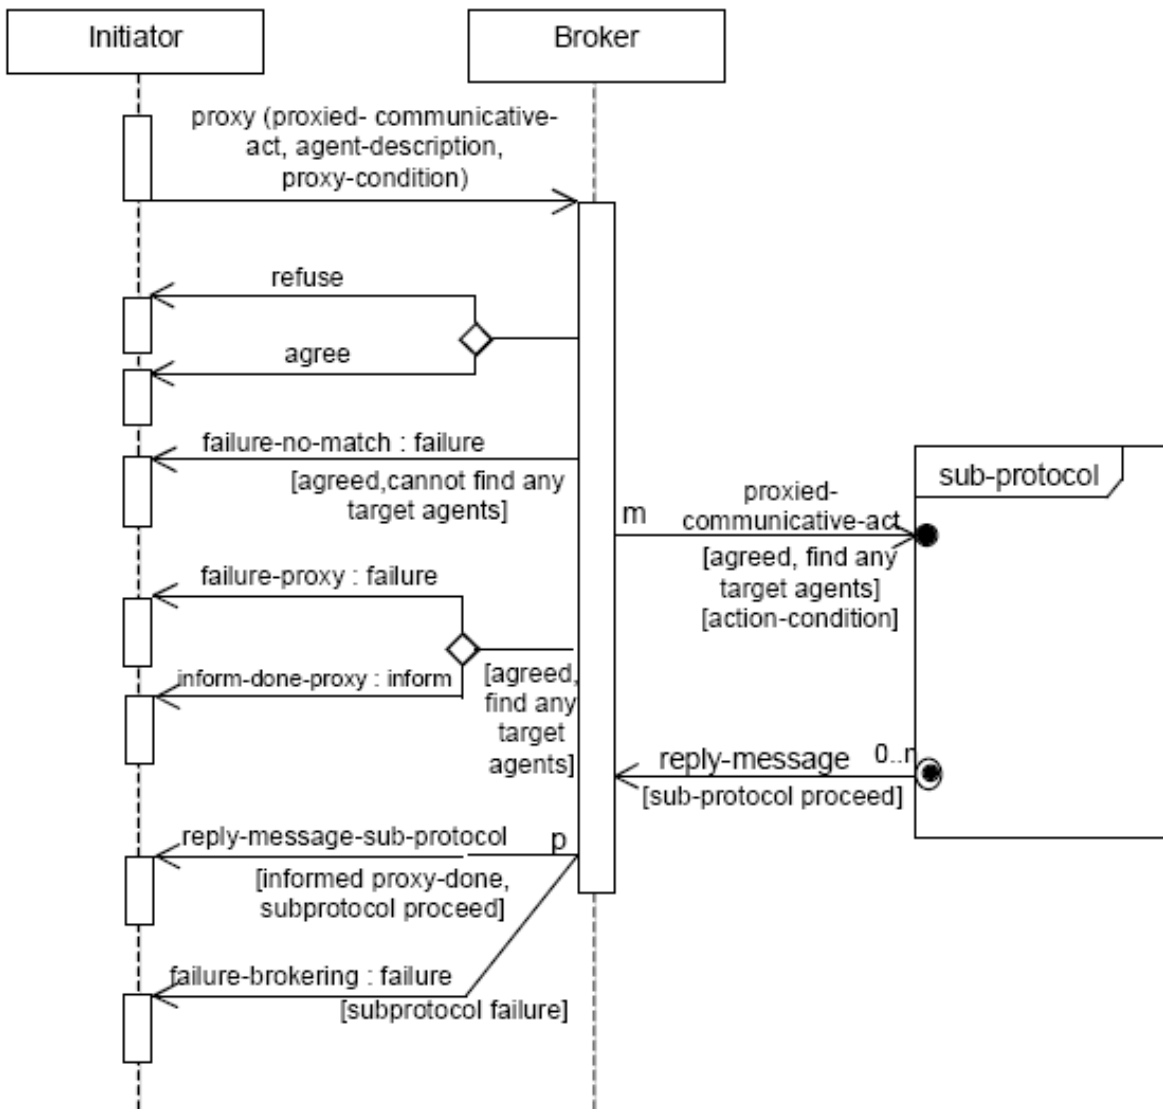 Initiator
Broker
proxy (proxied- communicative-
act, agent-description,
proxy-condition)
refuse
agree
failure-no-match : failure
[agreed,cannot find any
target agents]
sub-protocol
m
proxied-
communicative-act
[agreed, find any
target agents]
[action-condition]
failure-proxy : failure
inform-done-proxy : inform
[agreed,
find any
target
agents]
reply-message
0..n
[sub-protocol proceed]
reply-message-sub-protocol
p
[informed proxy-done,
subprotocol proceed]
failure-brokering : failure
[subprotocol failure]